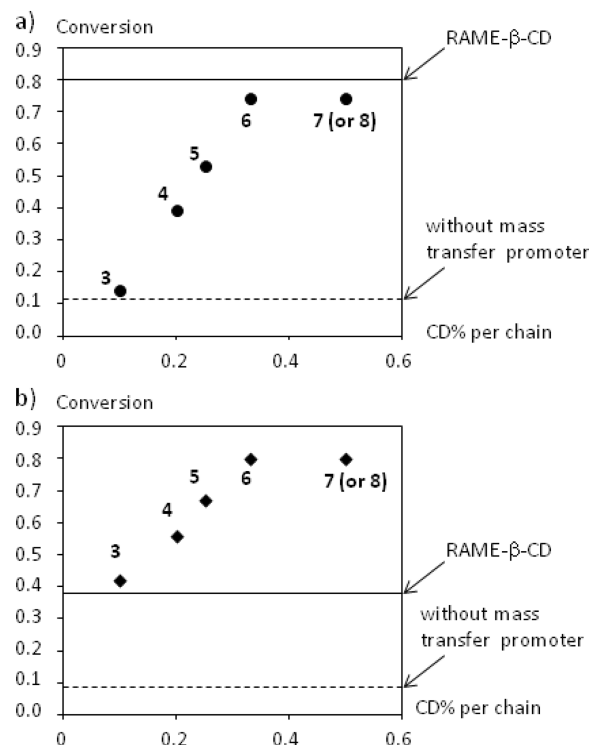 a) Conversion
0.9
0.8
0.7
0.6
0.5
0.4
0.3
0.2
0.1
0.0
RAME-β-CD
6
7 (or 8)
5
4
3
without mass
transfer promoter
CD% per chain
0 0.2 0.4 0.6
b) Conversion
0.9
0.8
0.7
0.6
0.5
0.4
0.3
0.2
0.1
0.0
5
6
7 (or 8)
4
3
RAME-β-CD
without mass
transfer promoter
CD% per chain
0 0.2 0.4 0.6